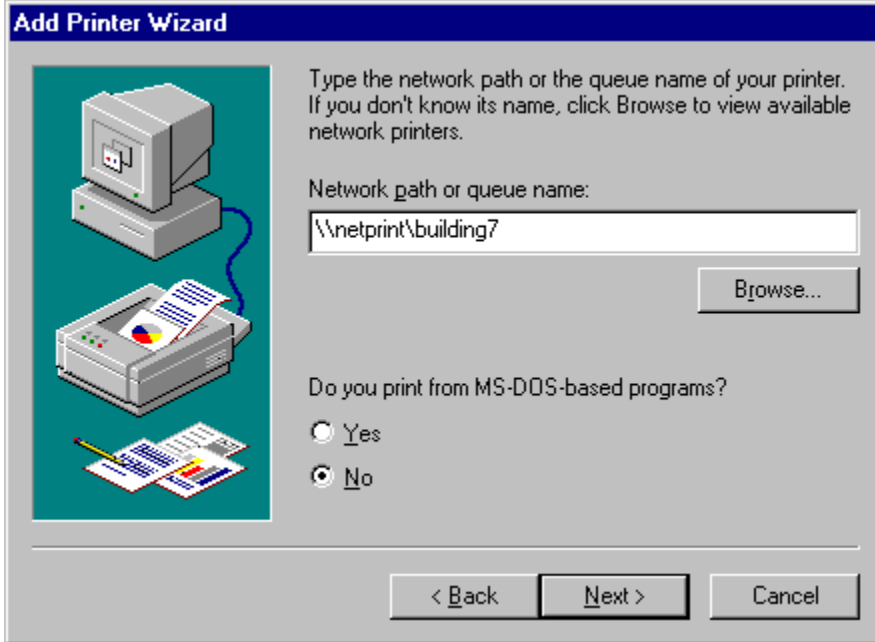 Add Printer Wizard
Type the network path or the queue name of your printer.
If you don't know its name, click Browse to view available
network printers.
Network path or queue name:
\\netprint\building7
Browse...
Do you print from MS-DOS-based programs?
Yes
No
< Back
Next >
Cancel